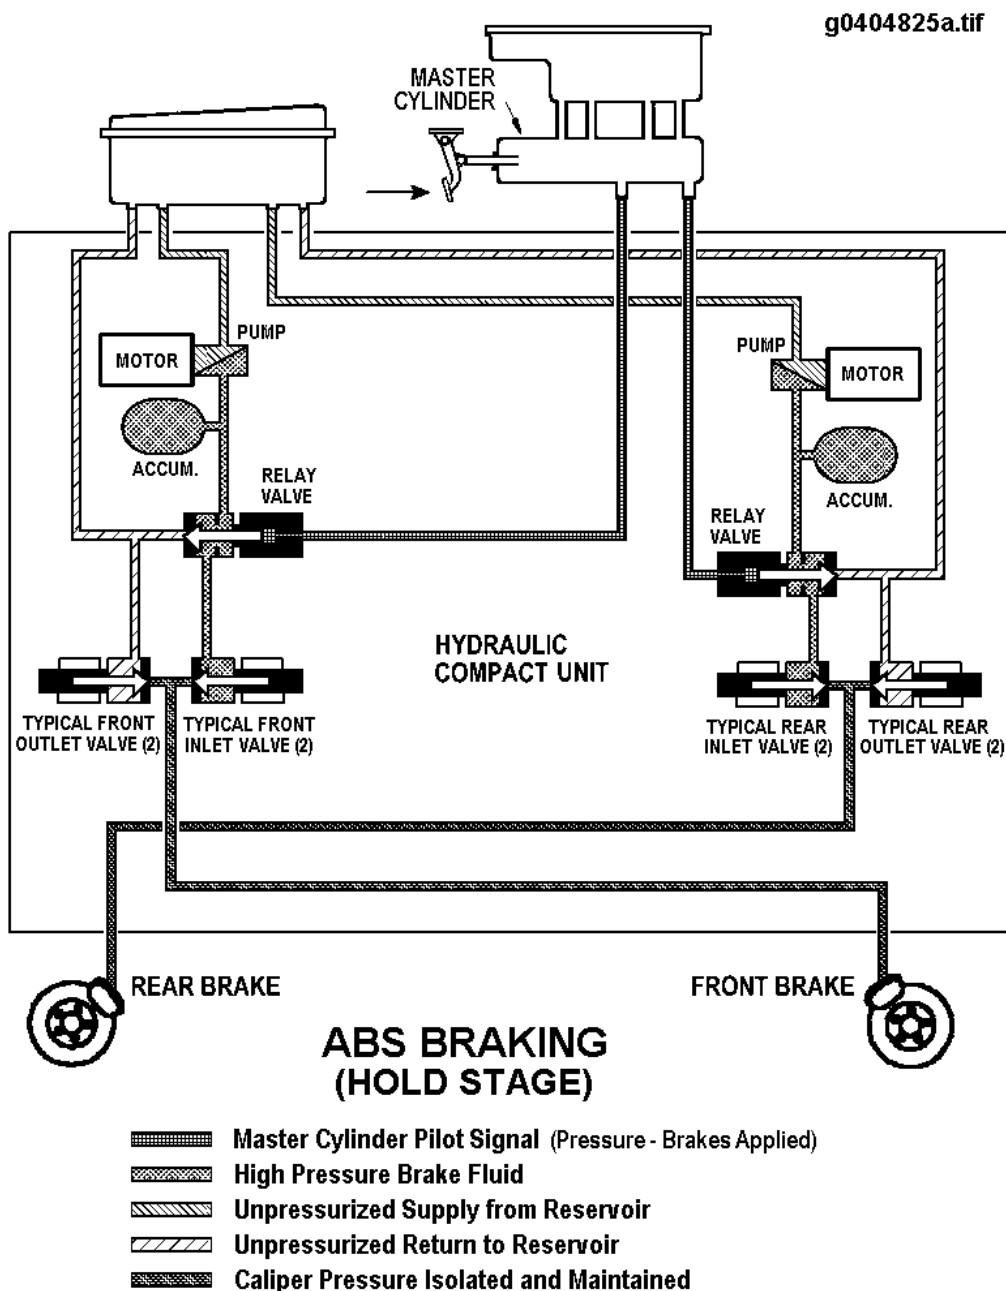 g0404825a.tif
MASTER
CYLINDER
PUMP
MOTOR
ACCUM.
RELAY
VALVE
PUMP
MOTOR
ACCUM.
RELAY
VALVE
HYDRAULIC
COMPACT UNIT
TYPICAL FRONT
OUTLET VALVE (2)
TYPICAL FRONT
INLET VALVE (2)
TYPICAL REAR
INLET VALVE (2)
TYPICAL REAR
OUTLET VALVE (2)
REAR BRAKE
FRONT BRAKE
ABS BRAKING
(HOLD STAGE)
Master Cylinder Pilot Signal (Pressure - Brakes Applied)
High Pressure Brake Fluid
Unpressurized Supply from Reservoir
Unpressurized Return to Reservoir
Caliper Pressure Isolated and Maintained